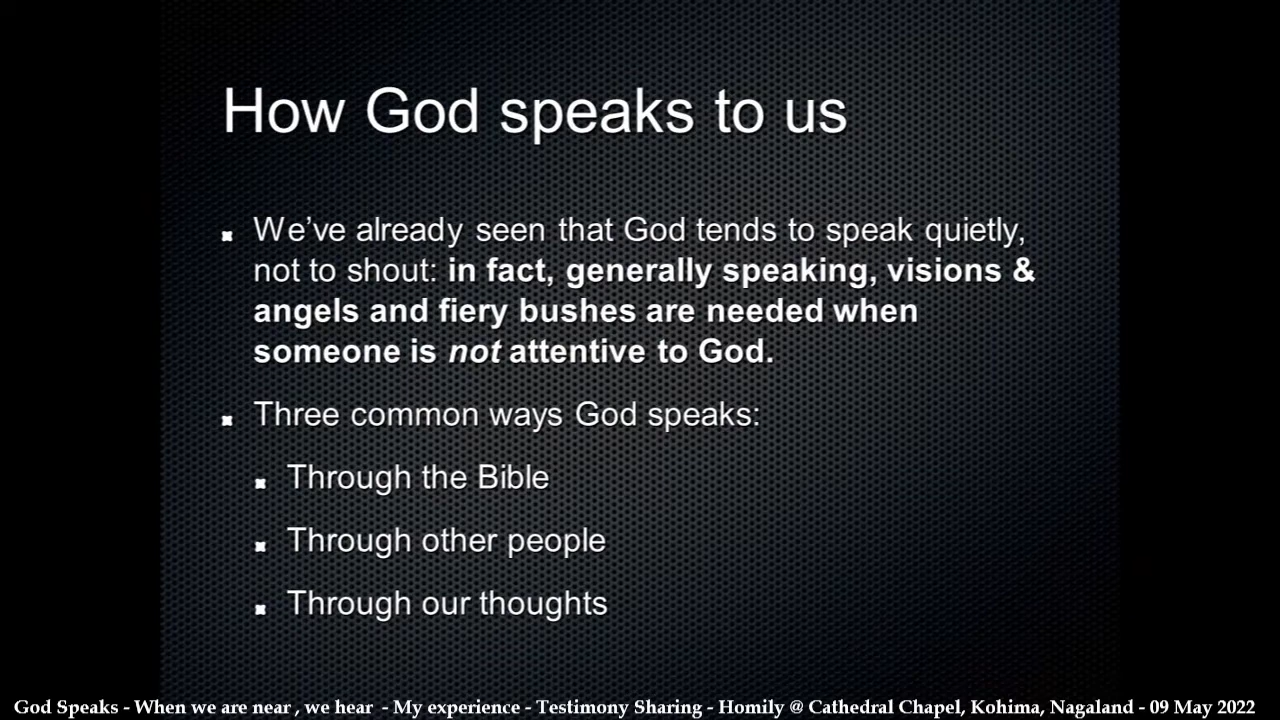 How God speaks to us
We’ve already seen that God tends to speak quietly,
not to shout: in fact, generally speaking, visions &
angels and fiery bushes are needed when
someone is not attentive to God.
Three common ways God speaks:
Through the Bible
Through other people
Through our thoughts
God Speaks - When we are near , we hear - My experience - Testimony Sharing - Homily @ Cathedral Chapel, Kohima, Nagaland - 09 May 2022